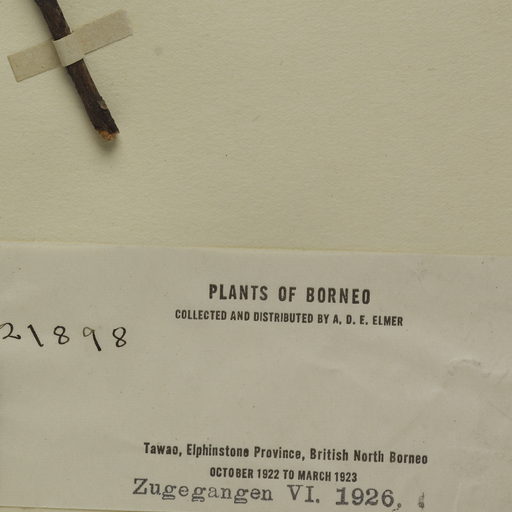 PLANTS OF BORNEO
COLLECTED AND DISTRIBUTED BY A. D. E. ELMER
21898
Tawao, Elphinstone Province, British North Borneo
OCTOBER 1922 TO MARCH 1923
Zugegangen VI. 1926.